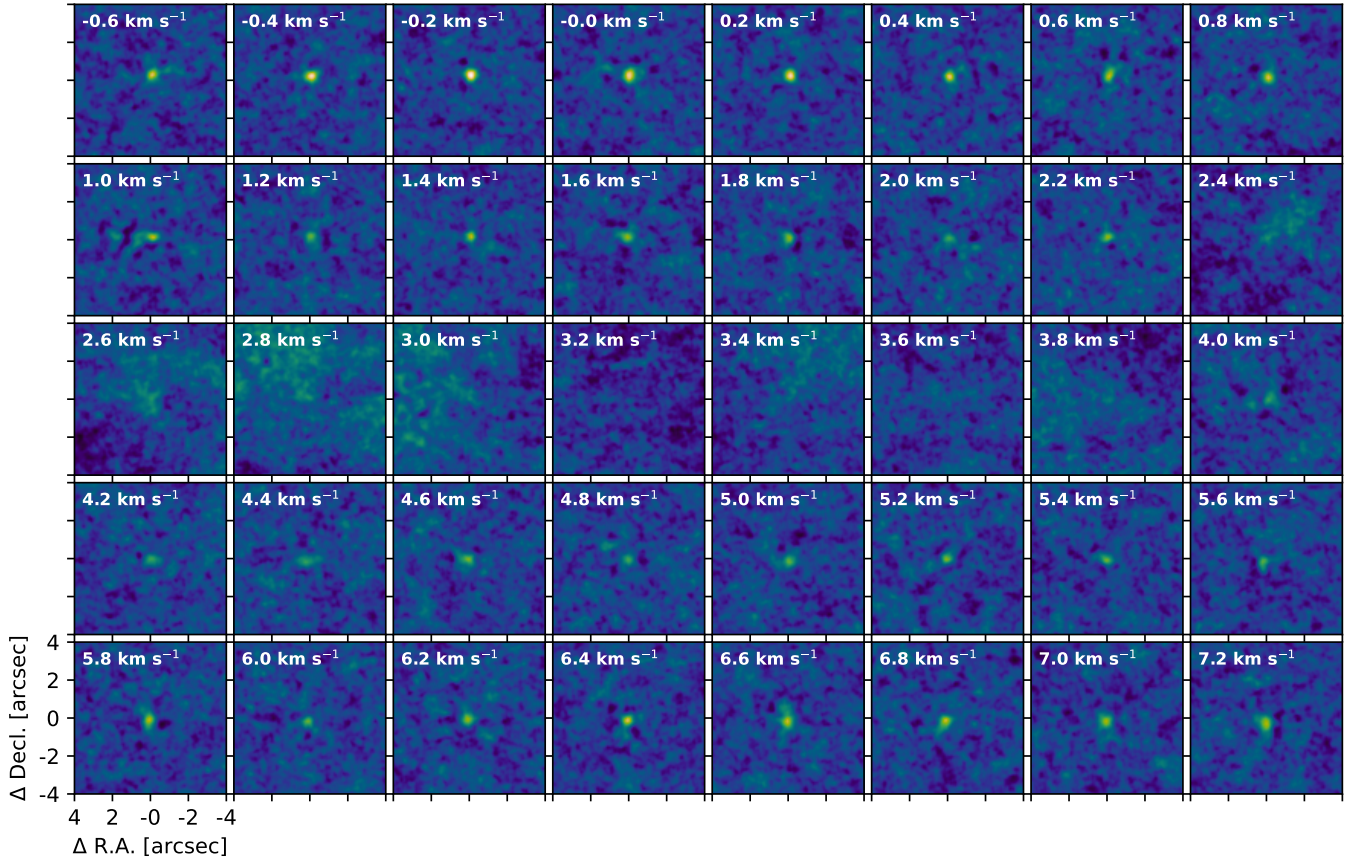 -0.6 km s⁻¹ -0.4 km s⁻¹ -0.2 km s⁻¹ -0.0 km s⁻¹ 0.2 km s⁻¹ 0.4 km s⁻¹ 0.6 km s⁻¹ 0.8 km s⁻¹
1.0 km s⁻¹ 1.2 km s⁻¹ 1.4 km s⁻¹ 1.6 km s⁻¹ 1.8 km s⁻¹ 2.0 km s⁻¹ 2.2 km s⁻¹ 2.4 km s⁻¹
2.6 km s⁻¹ 2.8 km s⁻¹ 3.0 km s⁻¹ 3.2 km s⁻¹ 3.4 km s⁻¹ 3.6 km s⁻¹ 3.8 km s⁻¹ 4.0 km s⁻¹
4.2 km s⁻¹ 4.4 km s⁻¹ 4.6 km s⁻¹ 4.8 km s⁻¹ 5.0 km s⁻¹ 5.2 km s⁻¹ 5.4 km s⁻¹ 5.6 km s⁻¹
5.8 km s⁻¹ 6.0 km s⁻¹ 6.2 km s⁻¹ 6.4 km s⁻¹ 6.6 km s⁻¹ 6.8 km s⁻¹ 7.0 km s⁻¹ 7.2 km s⁻¹
Δ Decl. [arcsec]
4
2
0
-2
-4
4 2 -0 -2 -4
Δ R.A. [arcsec]